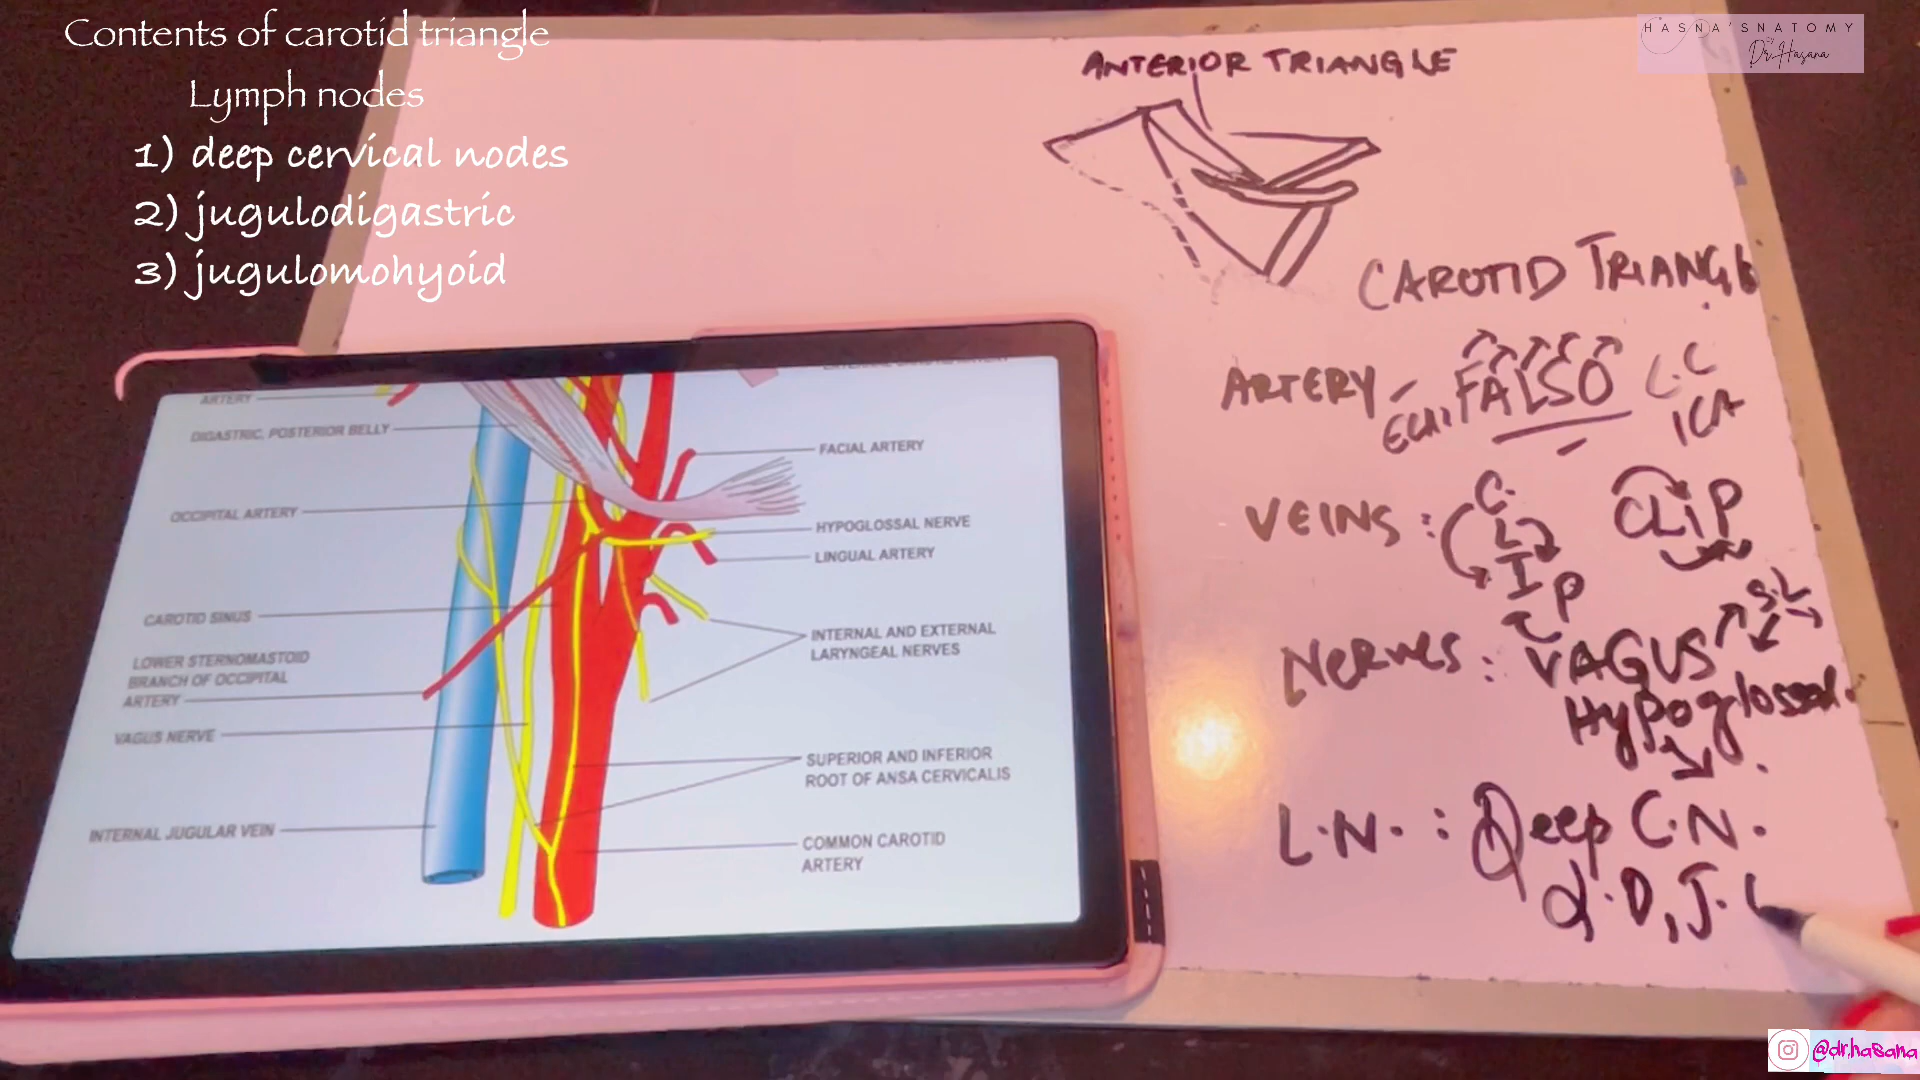 Contents of carotid triangle
Lymph nodes
1) deep cervical nodes
2) jugulodigastric
3) jugulomohyoid
HASNA'SNATOMY
by
Dr.Hasana
ANTERIOR TRIANGLE
CAROTID TRIANGLE
ARTERY -
FALSO
ICA
VEINS :
C.
L
I
P
CLiP
NERVES :
VAGUS
S.L
Hypoglossal.
L.N. : Deep C.N.
J.D, J.
ARTERY
DIGASTRIC, POSTERIOR BELLY
OCCIPITAL ARTERY
CAROTID SINUS
LOWER STERNOMASTOID
BRANCH OF OCCIPITAL
ARTERY
VAGUS NERVE
INTERNAL JUGULAR VEIN
FACIAL ARTERY
HYPOGLOSSAL NERVE
LINGUAL ARTERY
INTERNAL AND EXTERNAL
LARYNGEAL NERVES
SUPERIOR AND INFERIOR
ROOT OF ANSA CERVICALIS
COMMON CAROTID
ARTERY
@dr.haSana